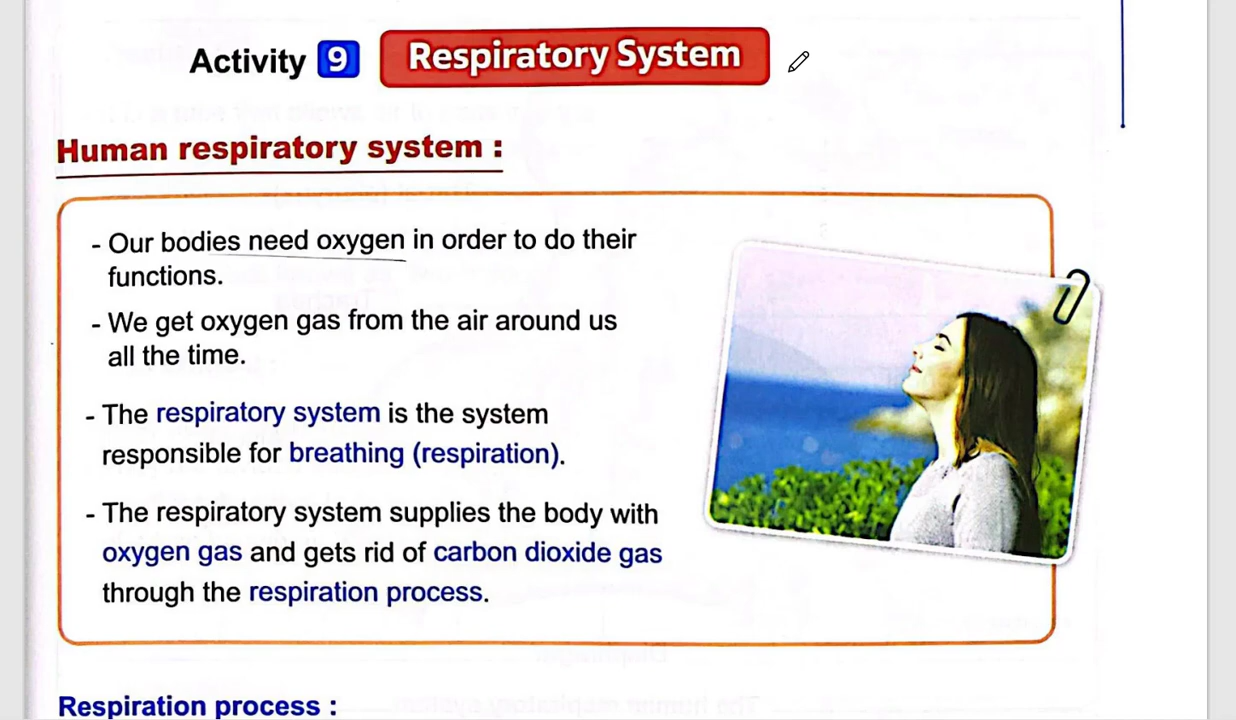 Activity 9 Respiratory System
Human respiratory system :
- Our bodies need oxygen in order to do their
functions.
- We get oxygen gas from the air around us
all the time.
- The respiratory system is the system
responsible for breathing (respiration).
- The respiratory system supplies the body with
oxygen gas and gets rid of carbon dioxide gas
through the respiration process.
Respiration process :